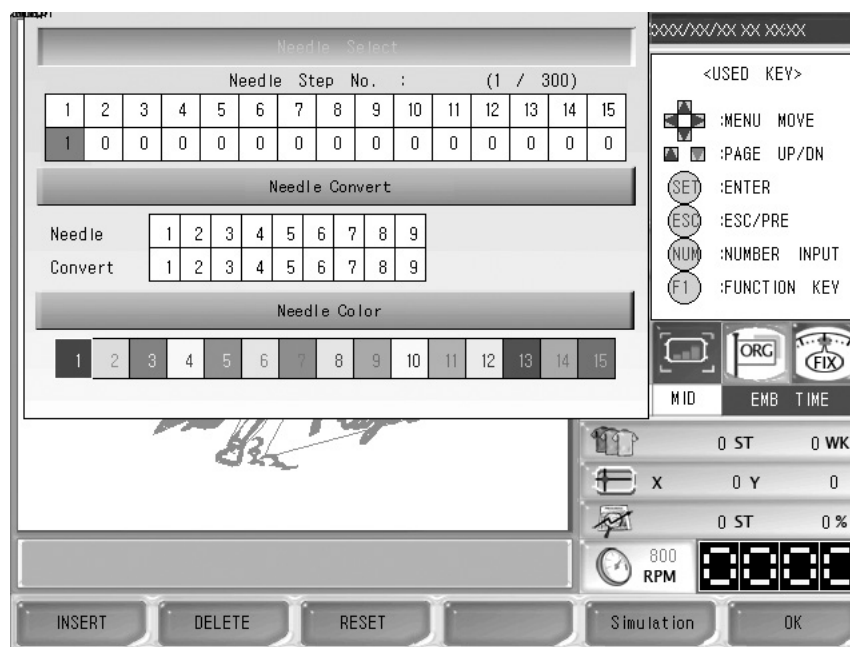 XXXX/XX/XX XX XX:XX
Needle Select
Needle Step No. : (1 / 300)
1 2 3 4 5 6 7 8 9 10 11 12 13 14 15
1 0 0 0 0 0 0 0 0 0 0 0 0 0 0
Needle Convert
Needle 1 2 3 4 5 6 7 8 9
Convert 1 2 3 4 5 6 7 8 9
Needle Color
1 2 3 4 5 6 7 8 9 10 11 12 13 14 15
<USED KEY>
:MENU MOVE
:PAGE UP/DN
SET :ENTER
ESC :ESC/PRE
NUM :NUMBER INPUT
F1 :FUNCTION KEY
ORG FIX
MID EMB TIME
0 ST 0 WK
X 0 Y 0
0 ST 0 %
800
RPM
0000
INSERT DELETE RESET Simulation OK